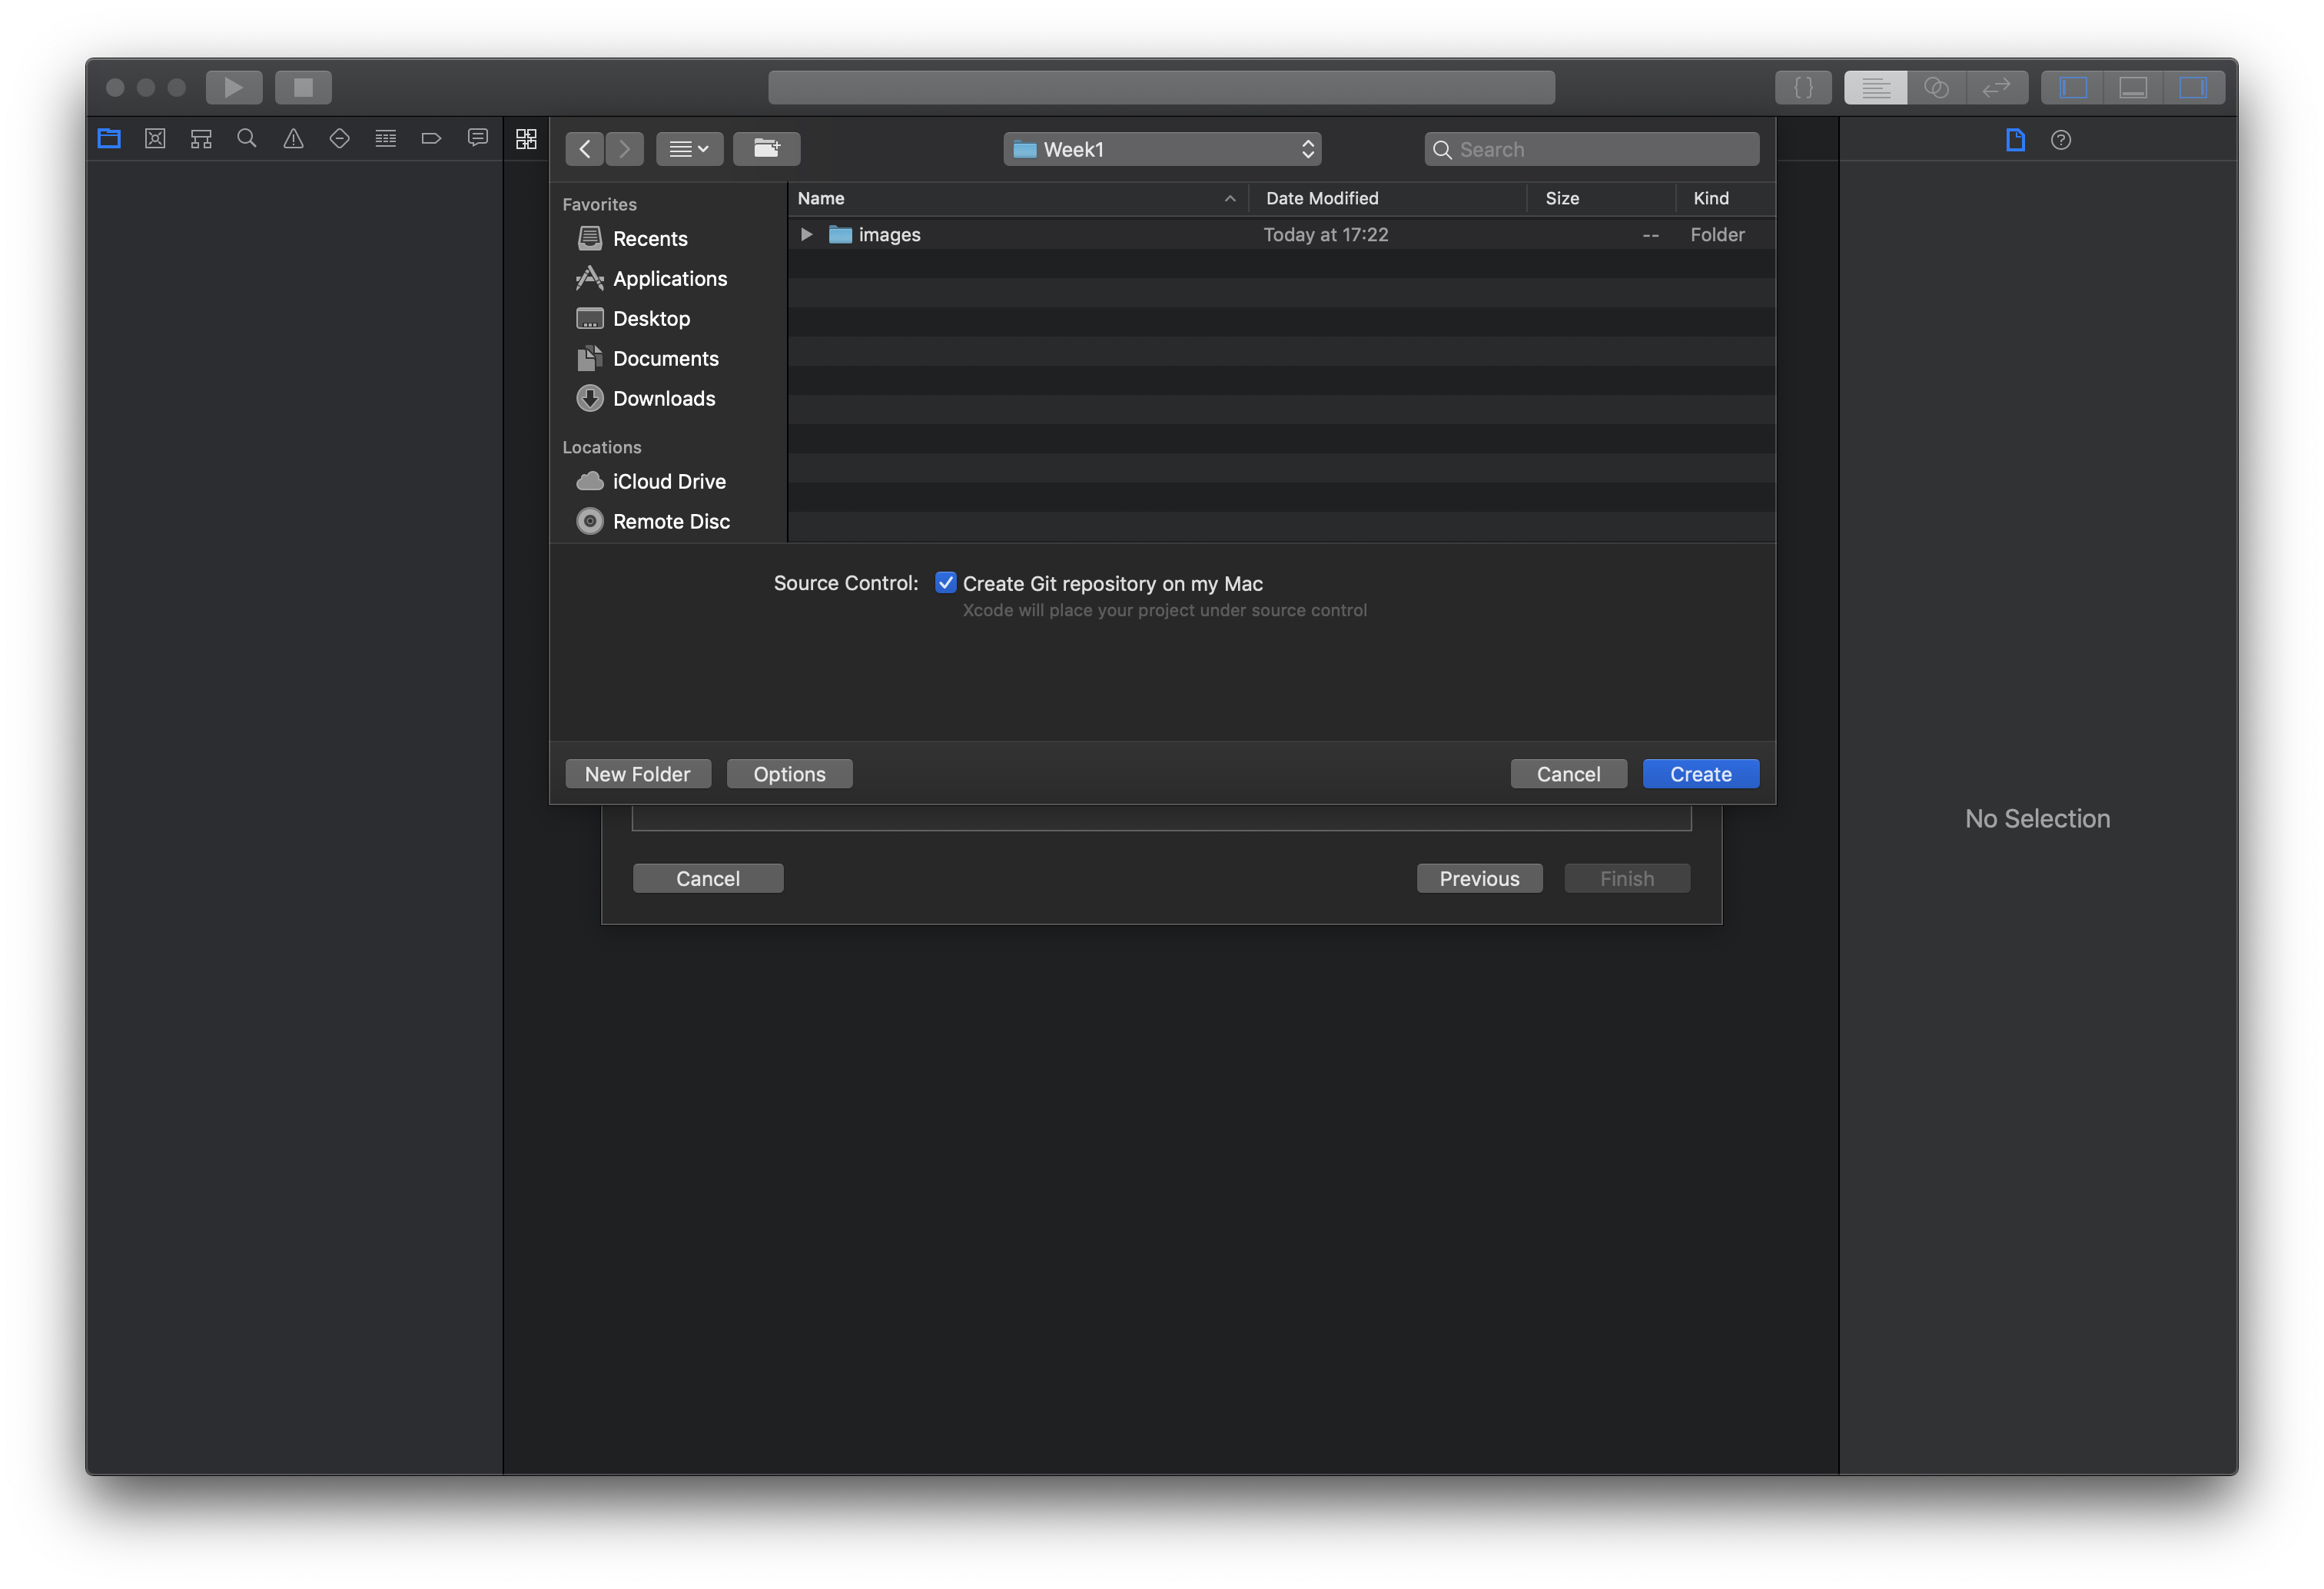 Week1
Search
Favorites
Recents
Applications
Desktop
Documents
Downloads
Locations
iCloud Drive
Remote Disc
Name Date Modified Size Kind
images Today at 17:22 -- Folder
Source Control: Create Git repository on my Mac
Xcode will place your project under source control
New Folder Options Cancel Create
Cancel Previous Finish
No Selection